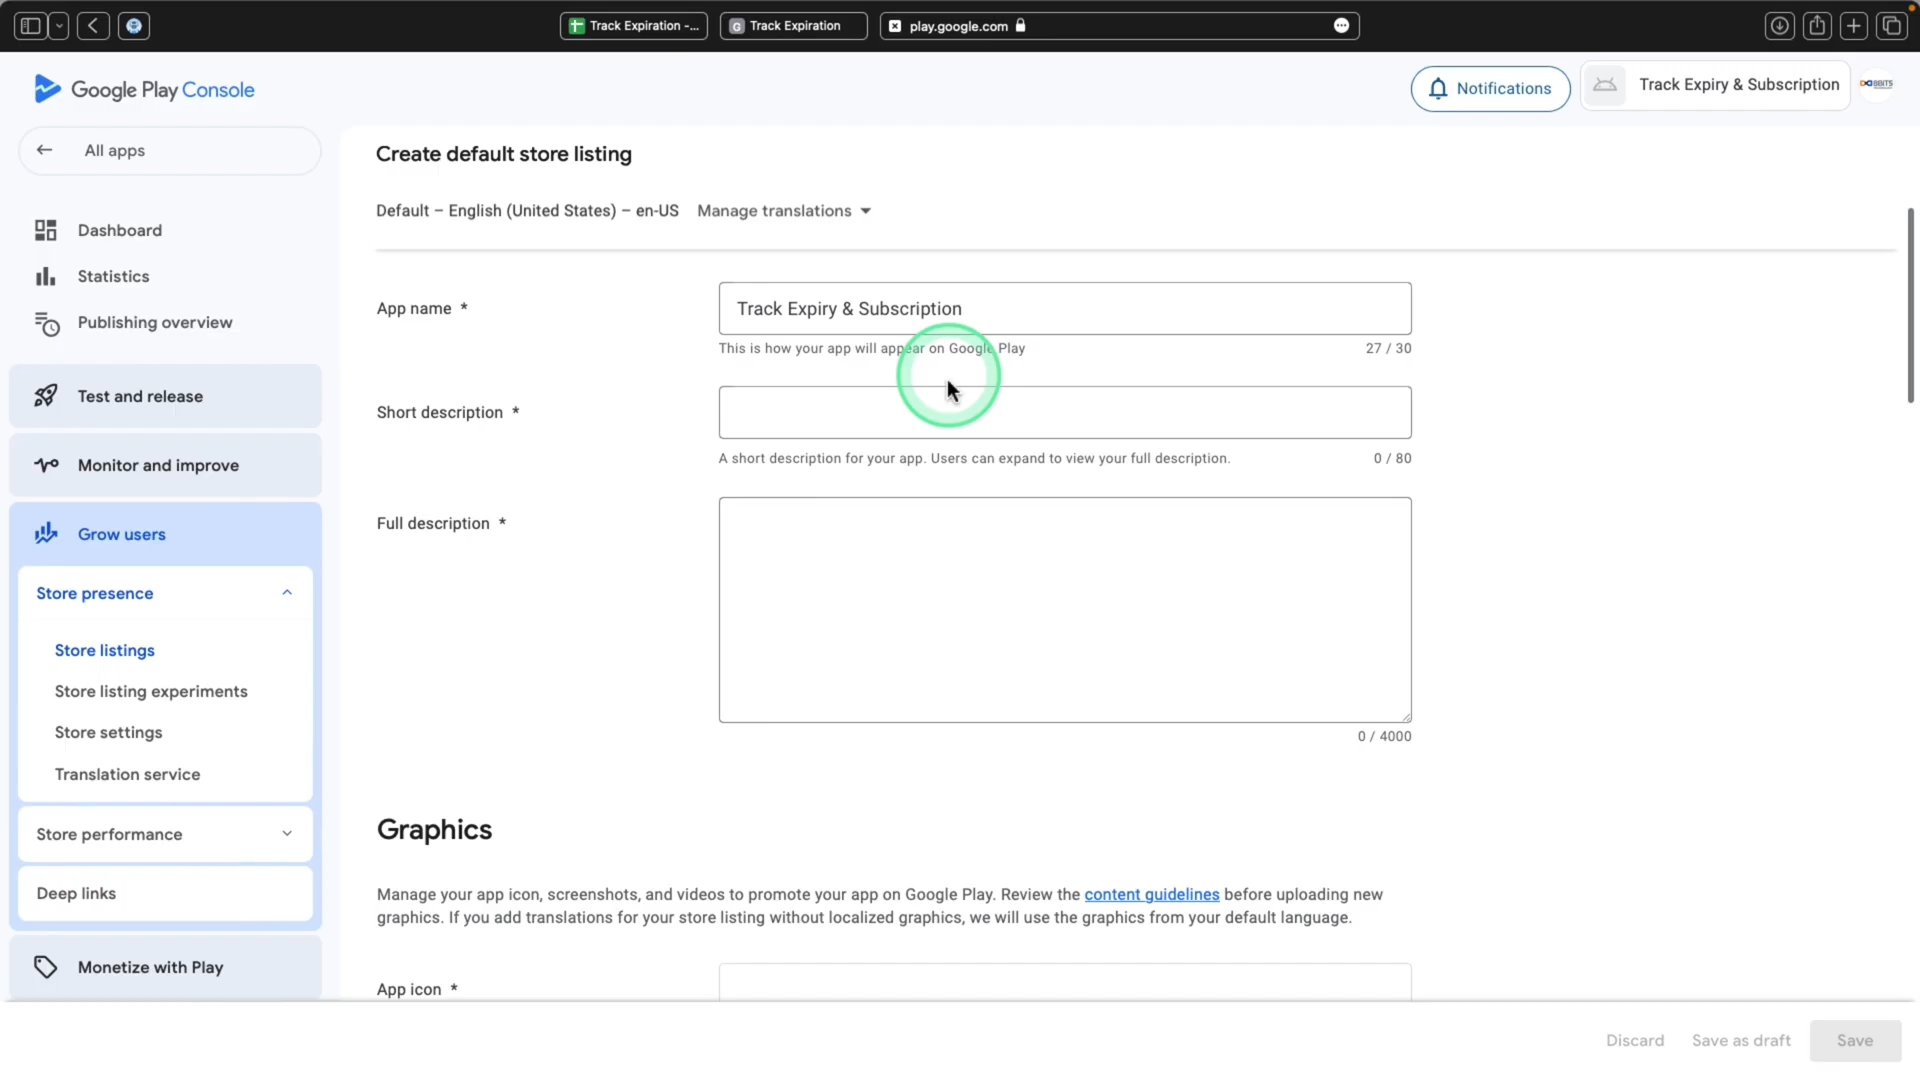 Track Expiration -...
Track Expiration
play.google.com
Google Play Console
Notifications
Track Expiry & Subscription
All apps
Dashboard
Statistics
Publishing overview
Test and release
Monitor and improve
Grow users
Store presence
Store listings
Store listing experiments
Store settings
Translation service
Store performance
Deep links
Monetize with Play
Create default store listing
Default – English (United States) – en-US Manage translations
App name *
Track Expiry & Subscription
This is how your app will appear on Google Play 27 / 30
Short description *
A short description for your app. Users can expand to view your full description. 0 / 80
Full description *
0 / 4000
Graphics
Manage your app icon, screenshots, and videos to promote your app on Google Play. Review the content guidelines before uploading new
graphics. If you add translations for your store listing without localized graphics, we will use the graphics from your default language.
App icon *
Discard
Save as draft
Save